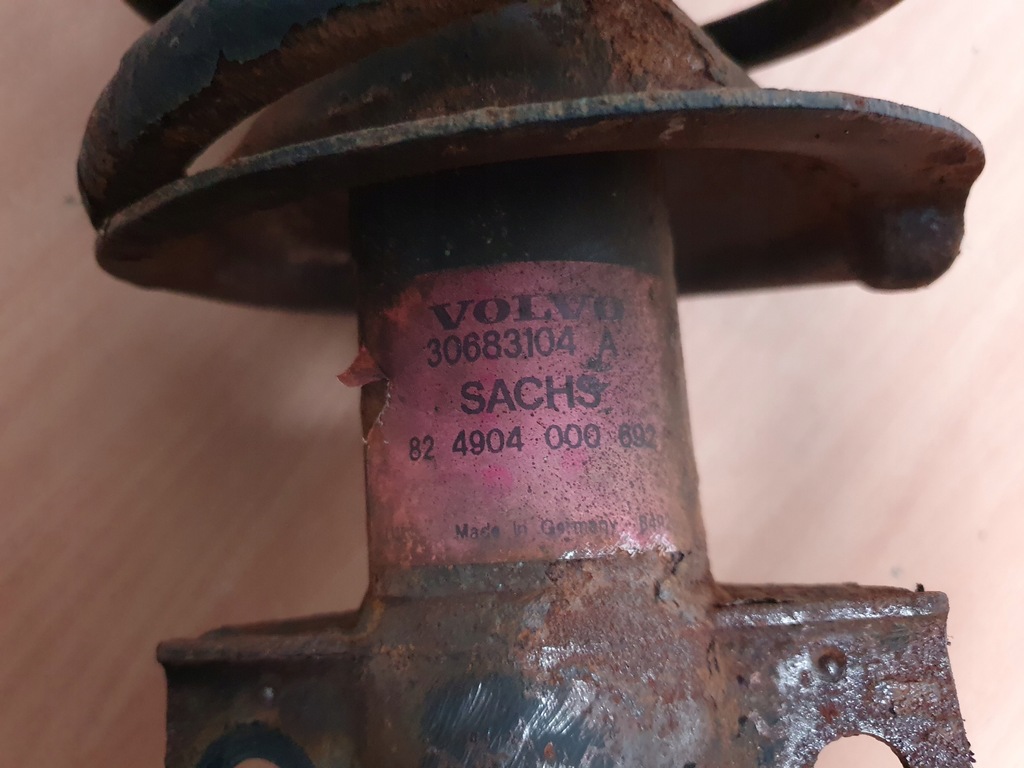 VOLVO
30683104 A
SACHS
82 4904 000 692
Made in Germany